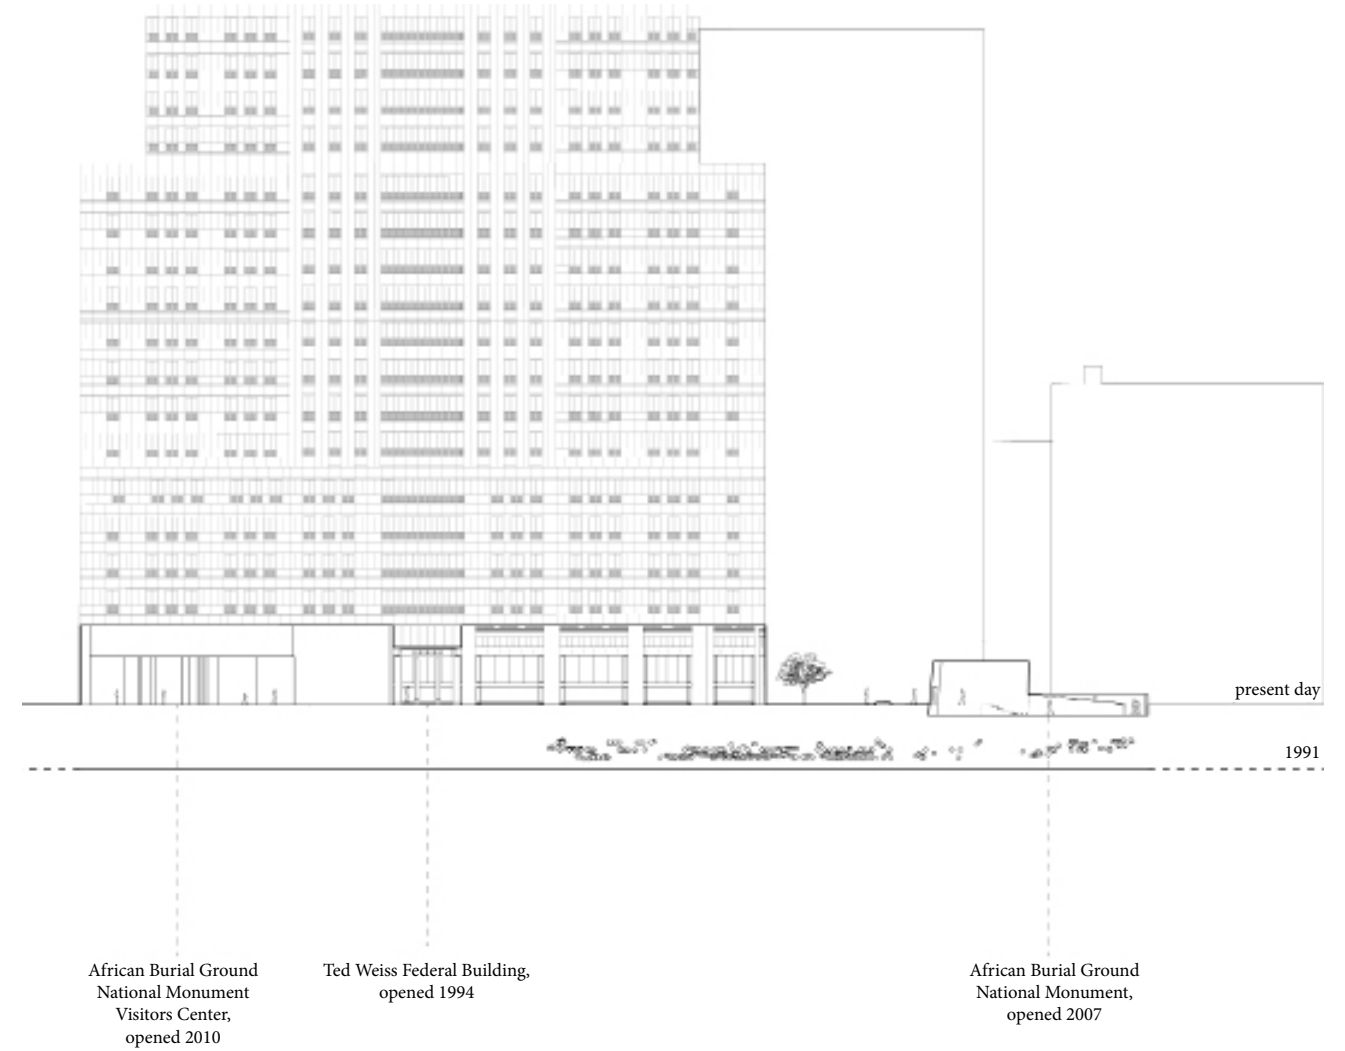 present day
1991
African Burial Ground
National Monument
Visitors Center,
opened 2010
Ted Weiss Federal Building,
opened 1994
African Burial Ground
National Monument,
opened 2007